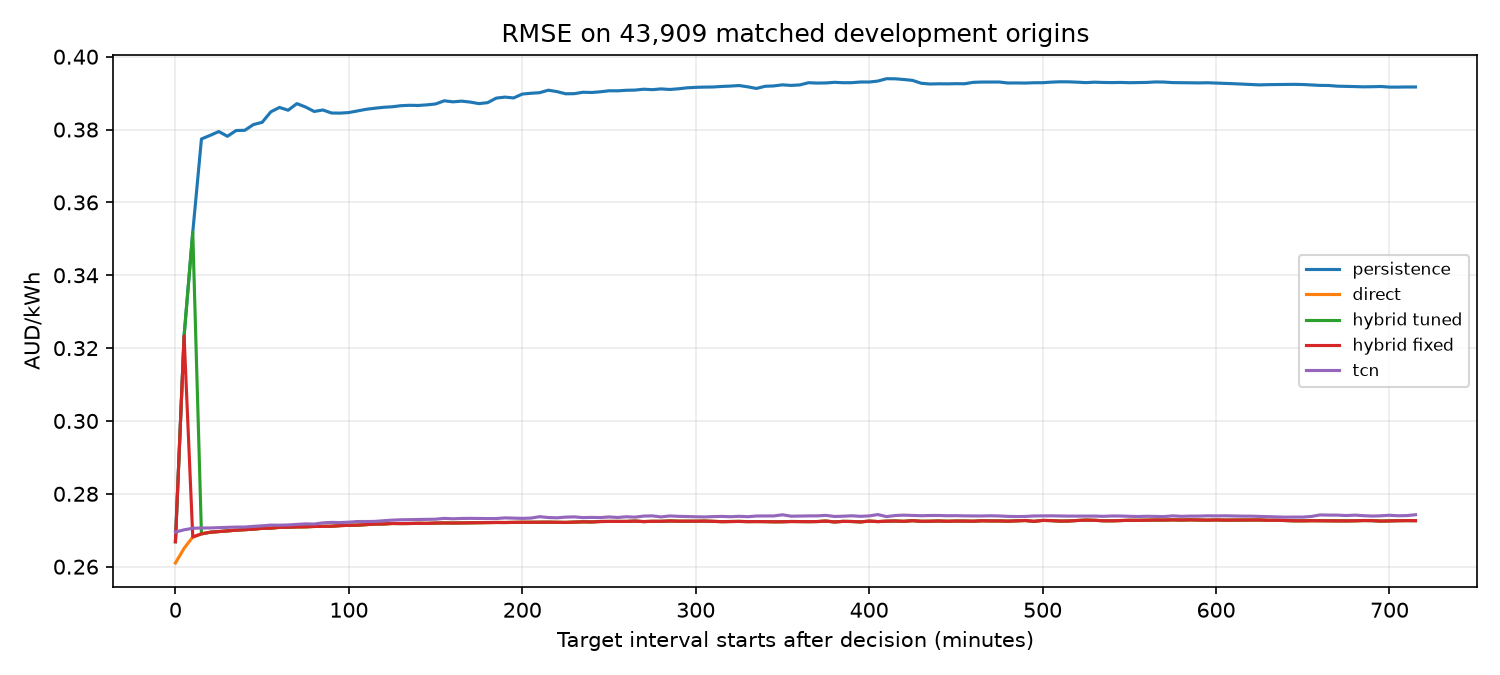 RMSE on 43,909 matched development origins
AUD/kWh
0.40
0.38
0.36
0.34
0.32
0.30
0.28
0.26
persistence
direct
hybrid tuned
hybrid fixed
tcn
0 100 200 300 400 500 600 700
Target interval starts after decision (minutes)